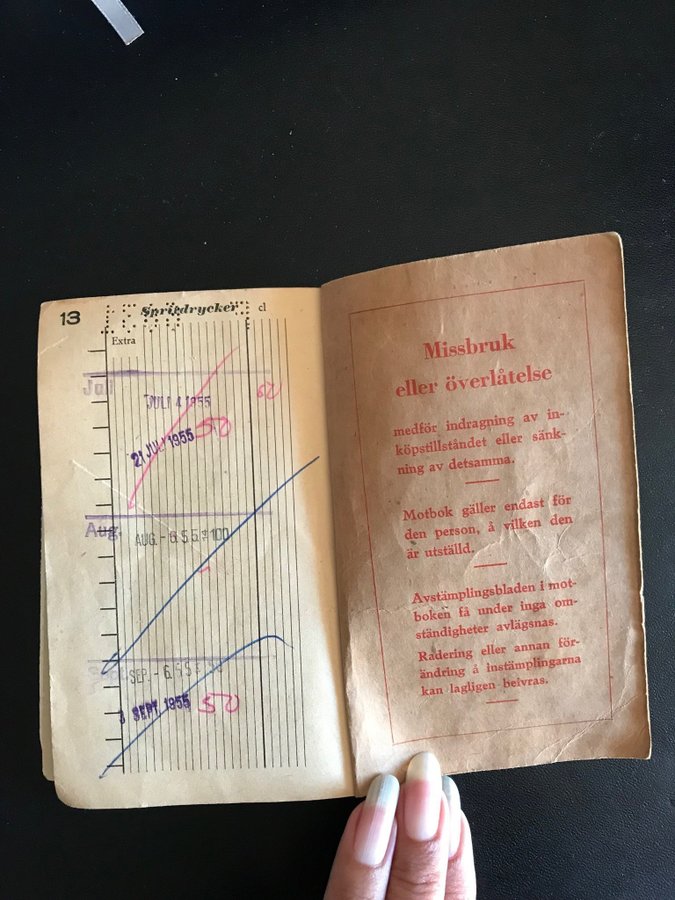 13
Spritdrycker cl
Extra
Juli
JULI 4 1955
50
21 JULI 1955 50
Aug.
AUG. - 6 55 100
SEP. - 6 55
SEPT. 1955 50
Missbruk
eller överlåtelse
medför indragning av in-
köpstillståndet eller sänk-
ning av detsamma.
Motbok gäller endast för
den person, å vilken den
är utställd.
Avstämplingsbladen i mot-
boken få under inga om-
ständigheter avlägsnas.
Radering eller annan för-
ändring å instämplingarna
kan lagligen beivras.